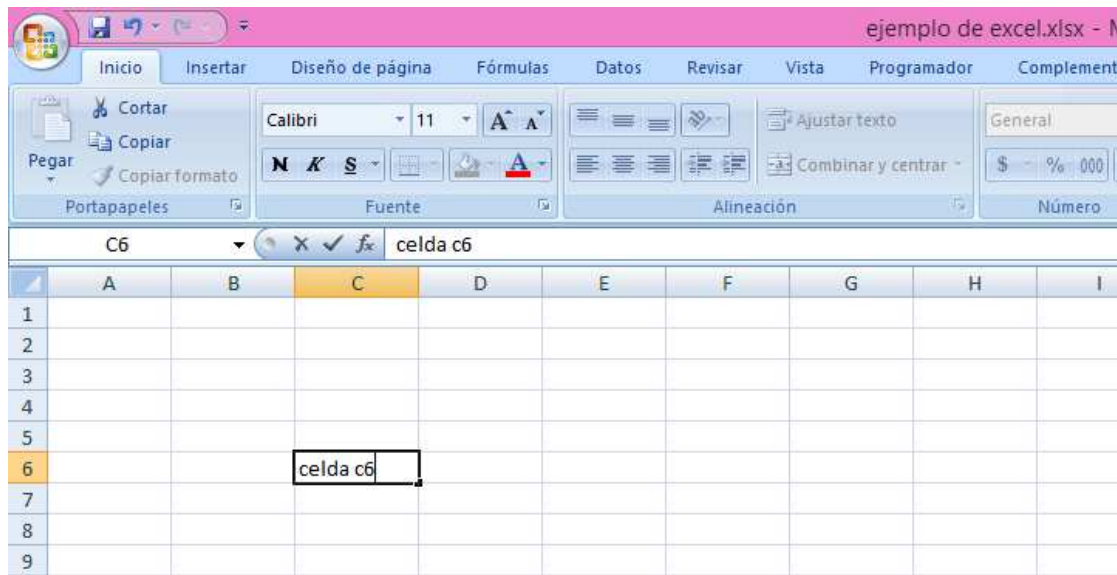 ejemplo de excel.xlsx - M
Inicio Insertar Diseño de página Fórmulas Datos Revisar Vista Programador Complement
Pegar
Cortar
Copiar
Copiar formato
Portapapeles
Calibri 11 A A
N K S A
Fuente
Ajustar texto
Combinar y centrar
Alineación
General
$ % 000
Número
C6 fx celda c6
A B C D E F G H I
1
2
3
4
5
6 celda c6
7
8
9